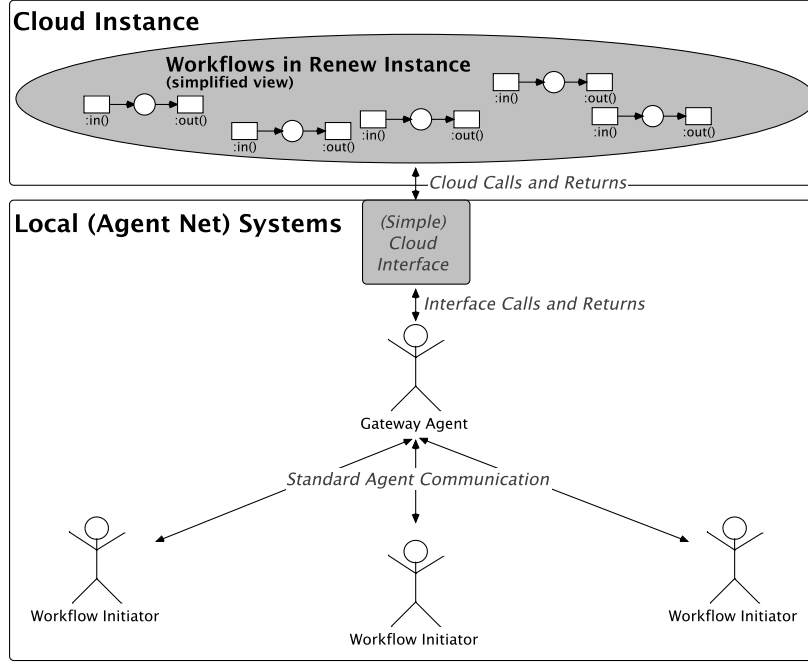 Cloud Instance
Workflows in Renew Instance
(simplified view)
:in()
:out()
:in()
:out()
:in()
:out()
:in()
:out()
:in()
:out()
Cloud Calls and Returns
Local (Agent Net) Systems
(Simple)
Cloud
Interface
Interface Calls and Returns
Gateway Agent
Standard Agent Communication
Workflow Initiator
Workflow Initiator
Workflow Initiator